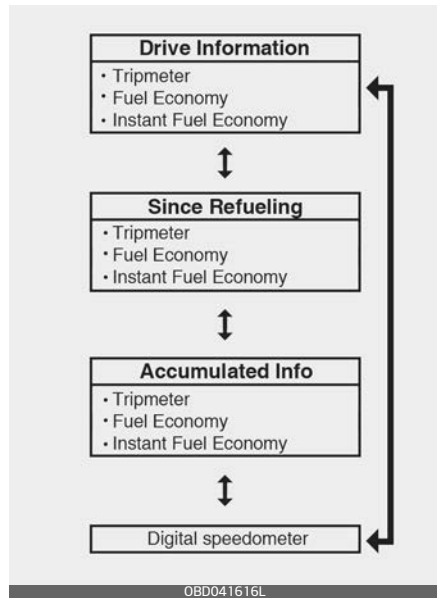 Drive Information
• Tripmeter
• Fuel Economy
• Instant Fuel Economy
Since Refueling
• Tripmeter
• Fuel Economy
• Instant Fuel Economy
Accumulated Info
• Tripmeter
• Fuel Economy
• Instant Fuel Economy
Digital speedometer
OBD041616L